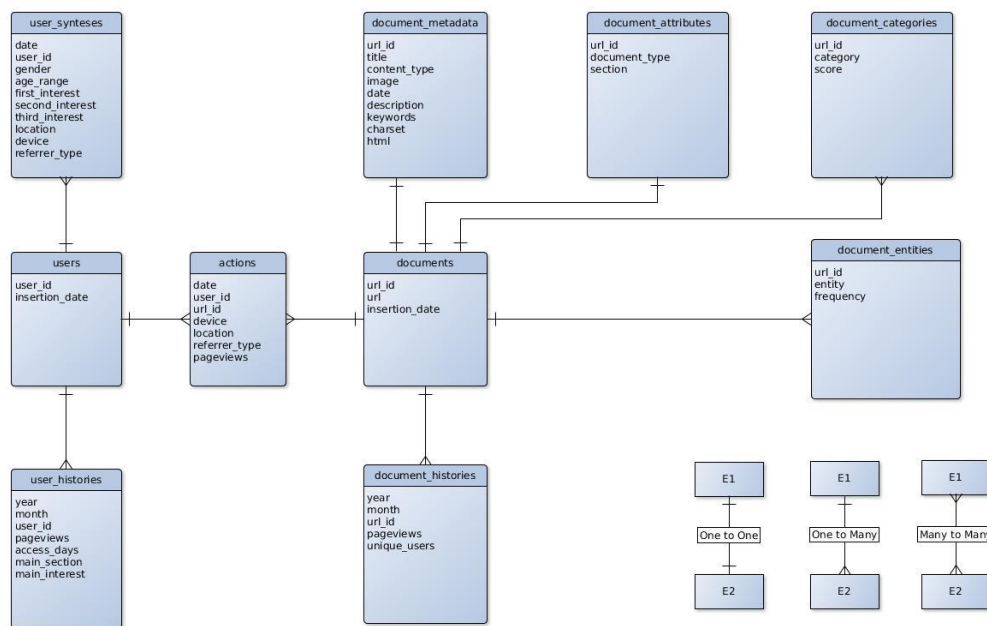 user_synteses
date
user_id
gender
age_range
first_interest
second_interest
third_interest
location
device
referrer_type
document_metadata
url_id
title
content_type
image
date
description
keywords
charset
html
document_attributes
url_id
document_type
section
document_categories
url_id
category
score
users
user_id
insertion_date
actions
date
user_id
url_id
device
location
referrer_type
pageviews
documents
url_id
url
insertion_date
document_entities
url_id
entity
frequency
user_histories
year
month
user_id
pageviews
access_days
main_section
main_interest
document_histories
year
month
url_id
pageviews
unique_users
E1
One to One
E2
E1
One to Many
E2
E1
Many to Many
E2